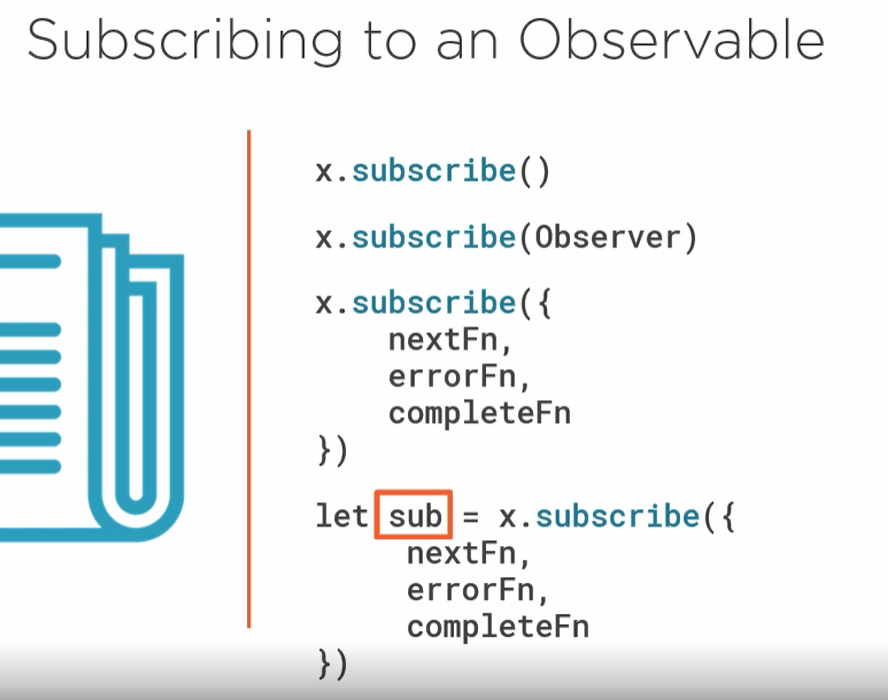 Subscribing to an Observable
x.subscribe()
x.subscribe(Observer)
x.subscribe({
nextFn,
errorFn,
completeFn
})
let sub = x.subscribe({
nextFn,
errorFn,
completeFn
})